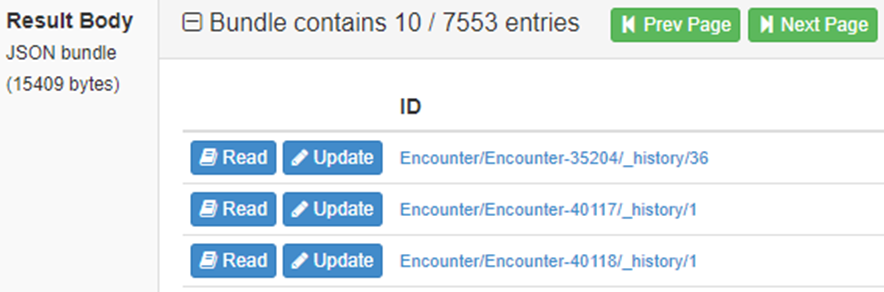 Result Body
JSON bundle
(15409 bytes)
Bundle contains 10 / 7553 entries
Prev Page
Next Page
ID
Read Update Encounter/Encounter-35204/_history/36
Read Update Encounter/Encounter-40117/_history/1
Read Update Encounter/Encounter-40118/_history/1